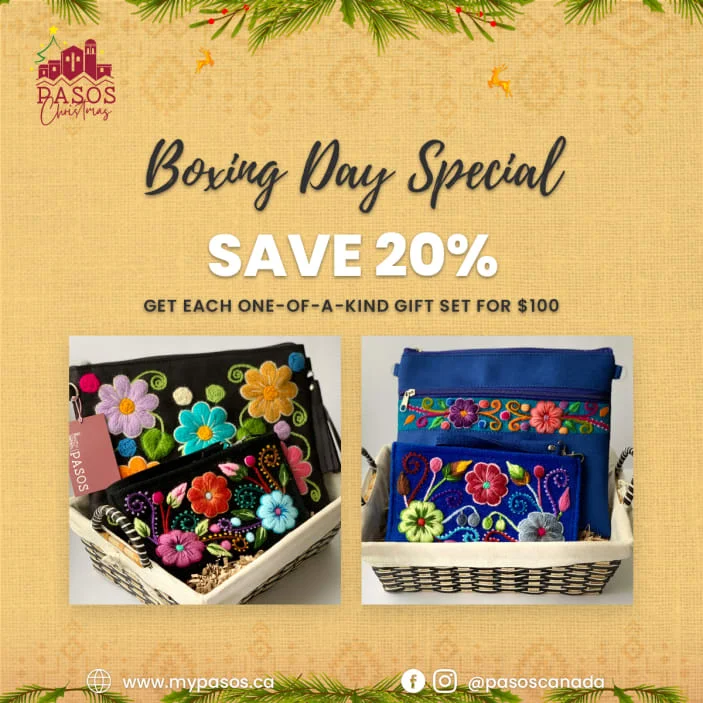 PASOS
Christmas
Boxing Day Special
SAVE 20%
GET EACH ONE-OF-A-KIND GIFT SET FOR $100
PASOS
www.mypasos.ca
@pasoscanada